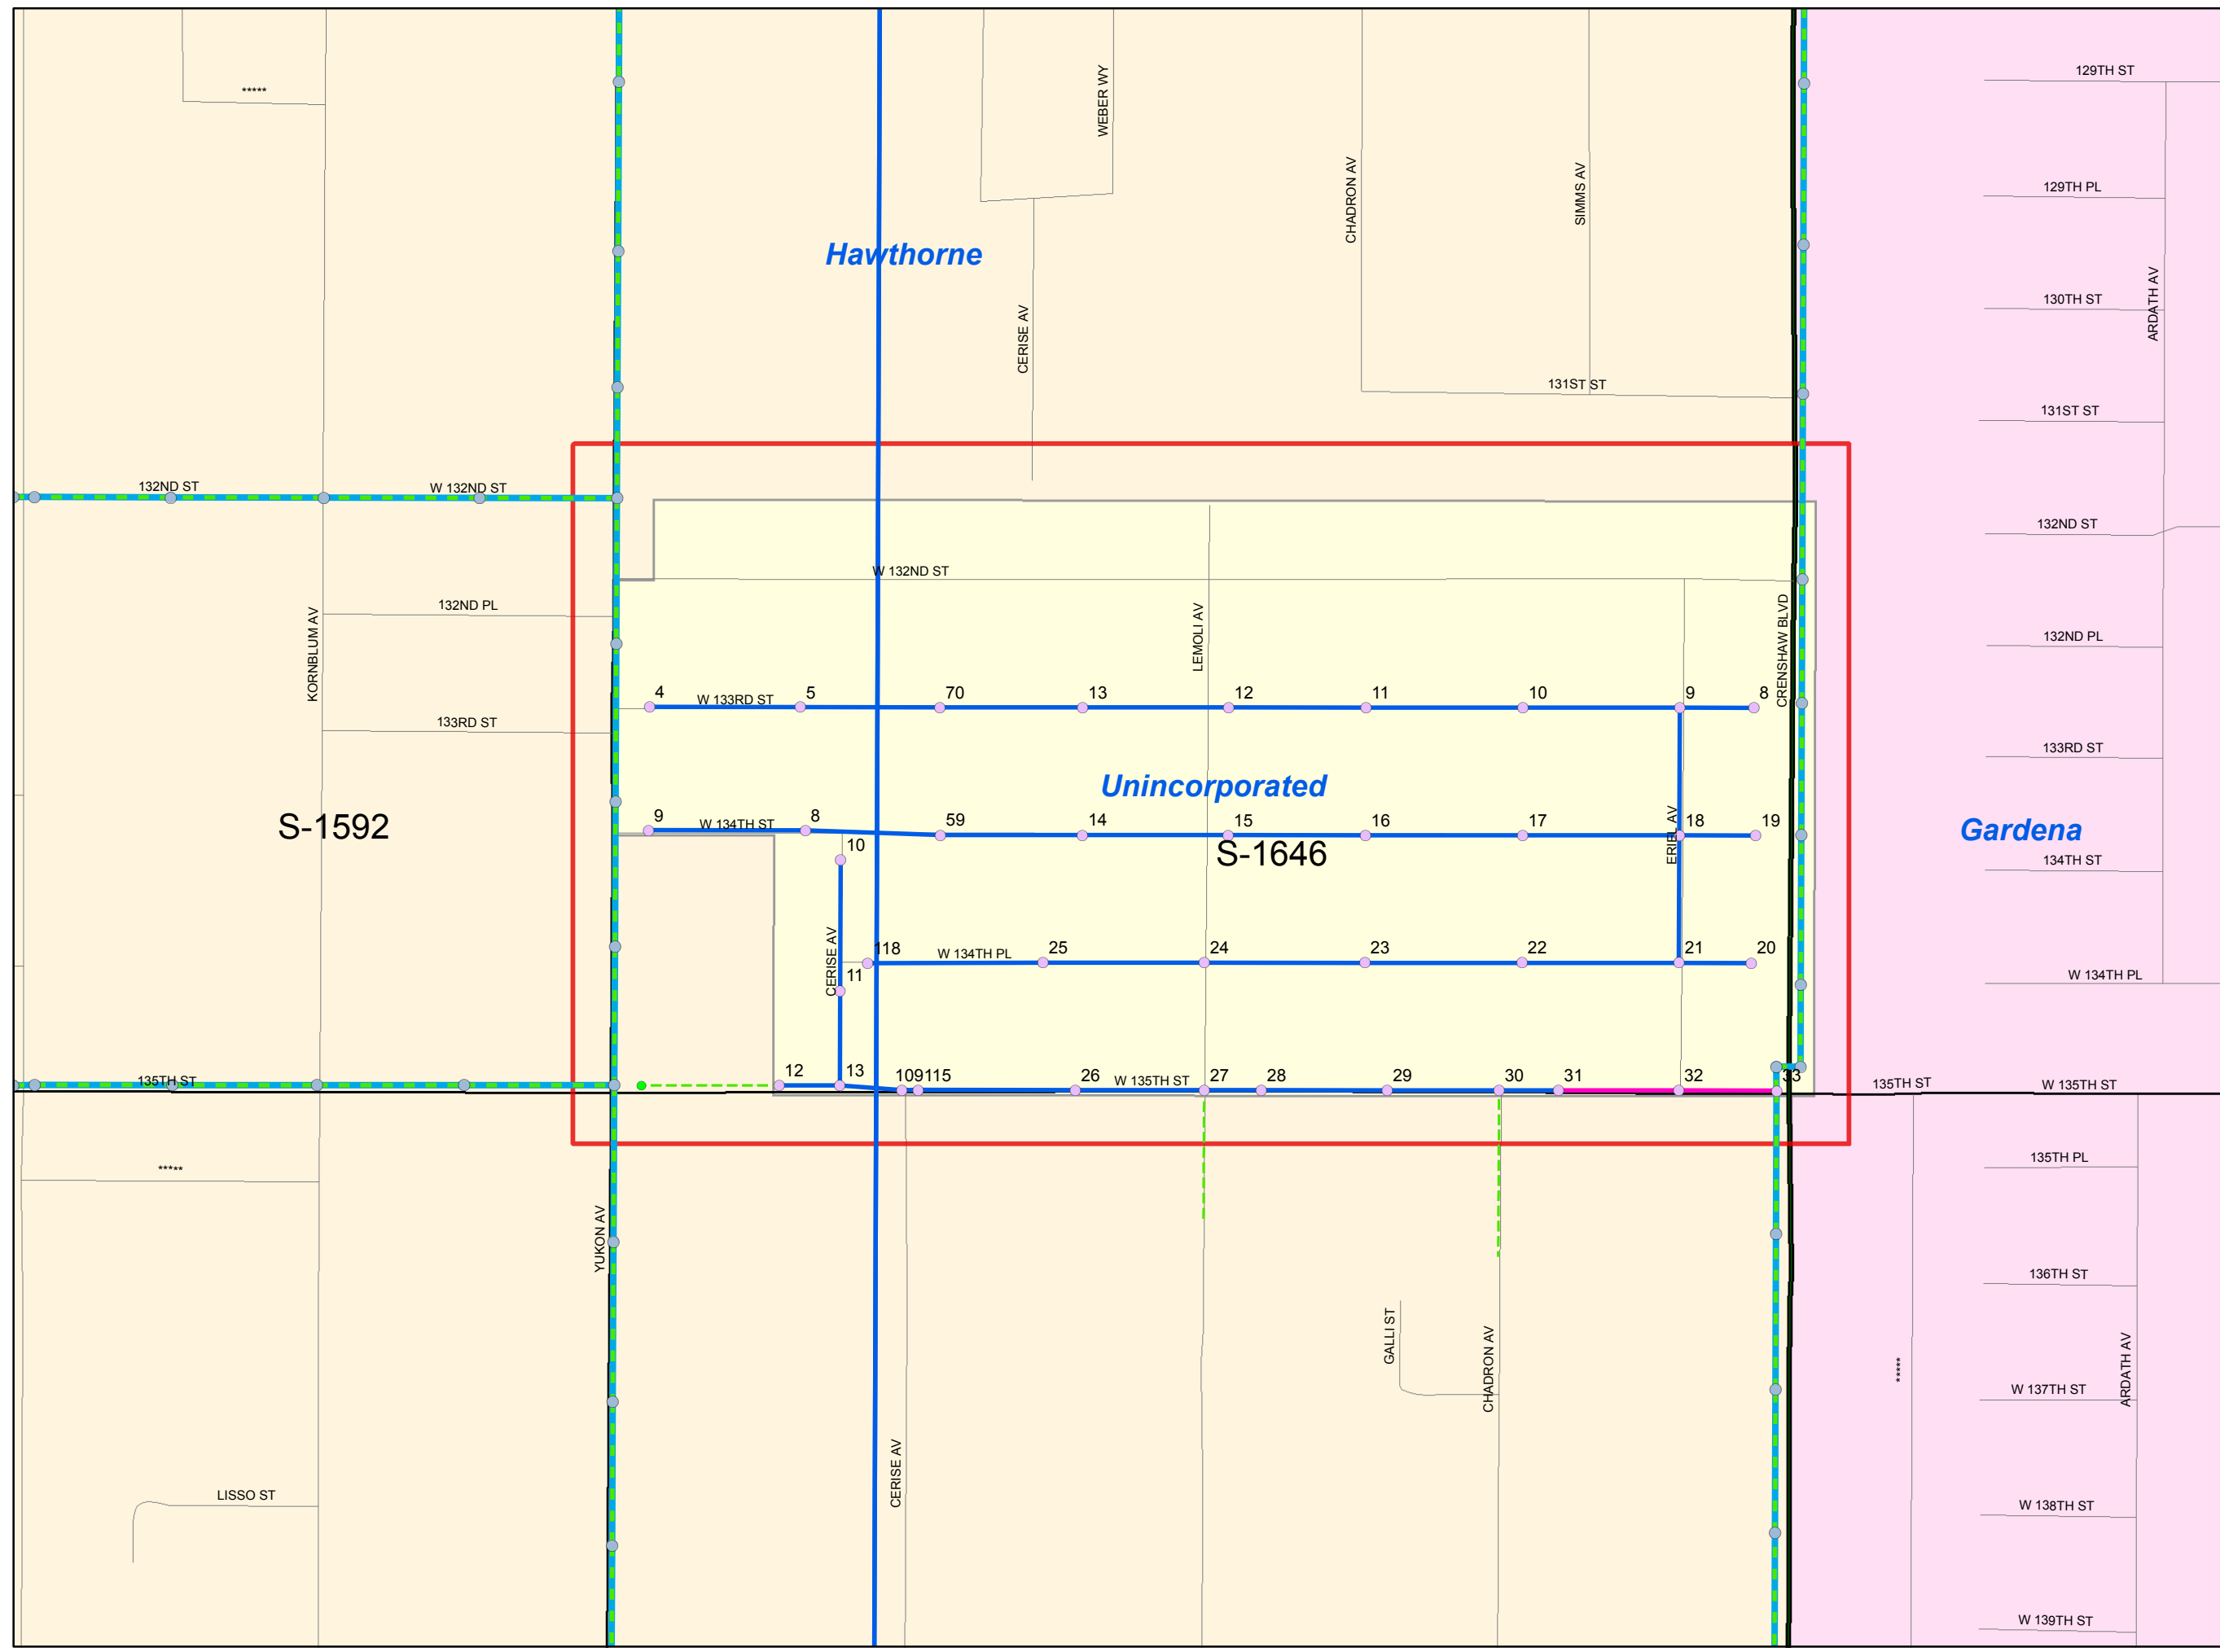 129TH ST
*****
WEBER WY
129TH PL
CHADRON AV
SIMMS AV
Hawthorne
130TH ST
ARDATH AV
CERISE AV
131ST ST
131ST ST
132ND ST
W 132ND ST
132ND ST
W 132ND ST
132ND PL
KORNBLUM AV
LEMOLI AV
CRENSHAW BLVD
132ND PL
4
W 133RD ST
5
70
13
12
11
10
9
8
133RD ST
133RD ST
Unincorporated
S-1592
9
W 134TH ST
8
59
14
15
16
17
ERIEL AV
18
19
Gardena
S-1646
10
134TH ST
CERISE AV
118
W 134TH PL
25
24
23
22
21
20
11
W 134TH PL
135TH ST
12
13
109
115
26
W 135TH ST
27
28
29
30
31
32
33
135TH ST
W 135TH ST
*****
135TH PL
YUKON AV
136TH ST
GALLI ST
CHADRON AV
*****
ARDATH AV
W 137TH ST
CERISE AV
LISSO ST
W 138TH ST
W 139TH ST